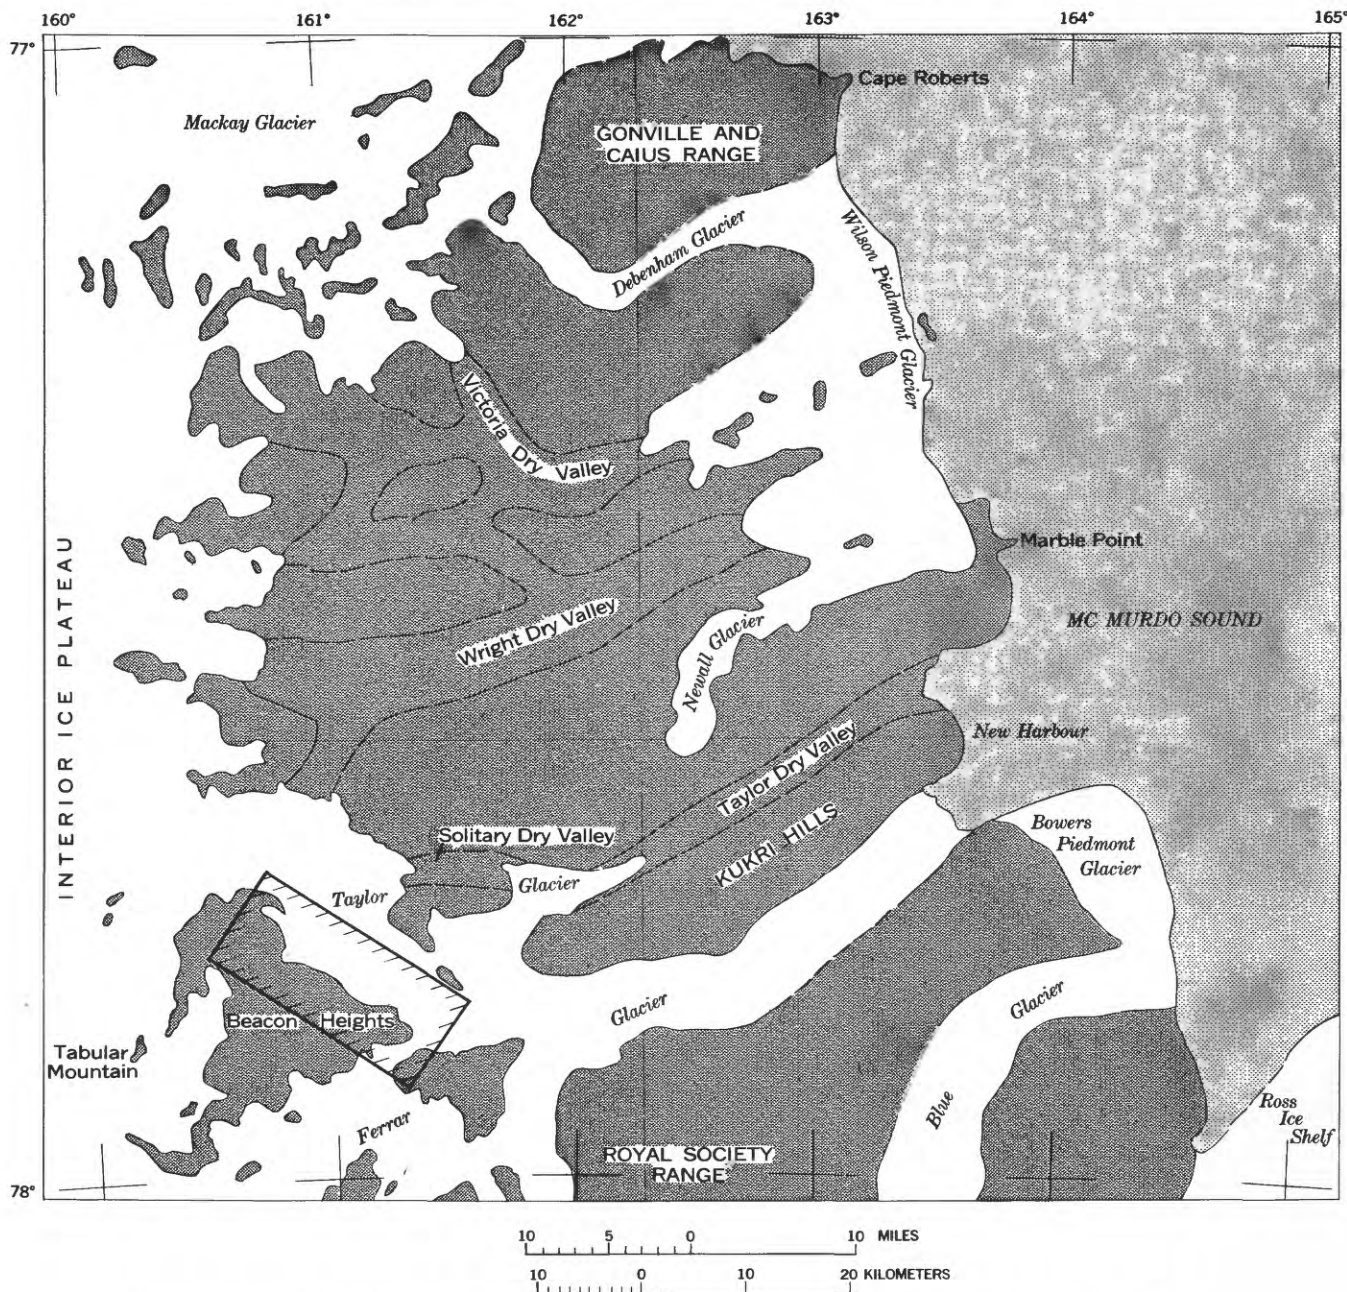 160° 161° 162° 163° 164° 165°
77°
Cape Roberts
Mackay Glacier
GONVILLE AND
CAIUS RANGE
Debenham Glacier
Wilson Piedmont Glacier
Victoria Dry Valley
INTERIOR ICE PLATEAU
Marble Point
Wright Dry Valley
MC MURDO SOUND
Newall Glacier
New Harbour
Taylor Dry Valley
Solitary Dry Valley
KUKRI HILLS
Bowers
Piedmont
Glacier
Taylor Glacier
Glacier
Glacier
Beacon Heights
Tabular
Mountain
Blue
Ross
Ice
Shelf
Ferrar
ROYAL SOCIETY
RANGE
78°
10 5 0 10 MILES
10 0 10 20 KILOMETERS